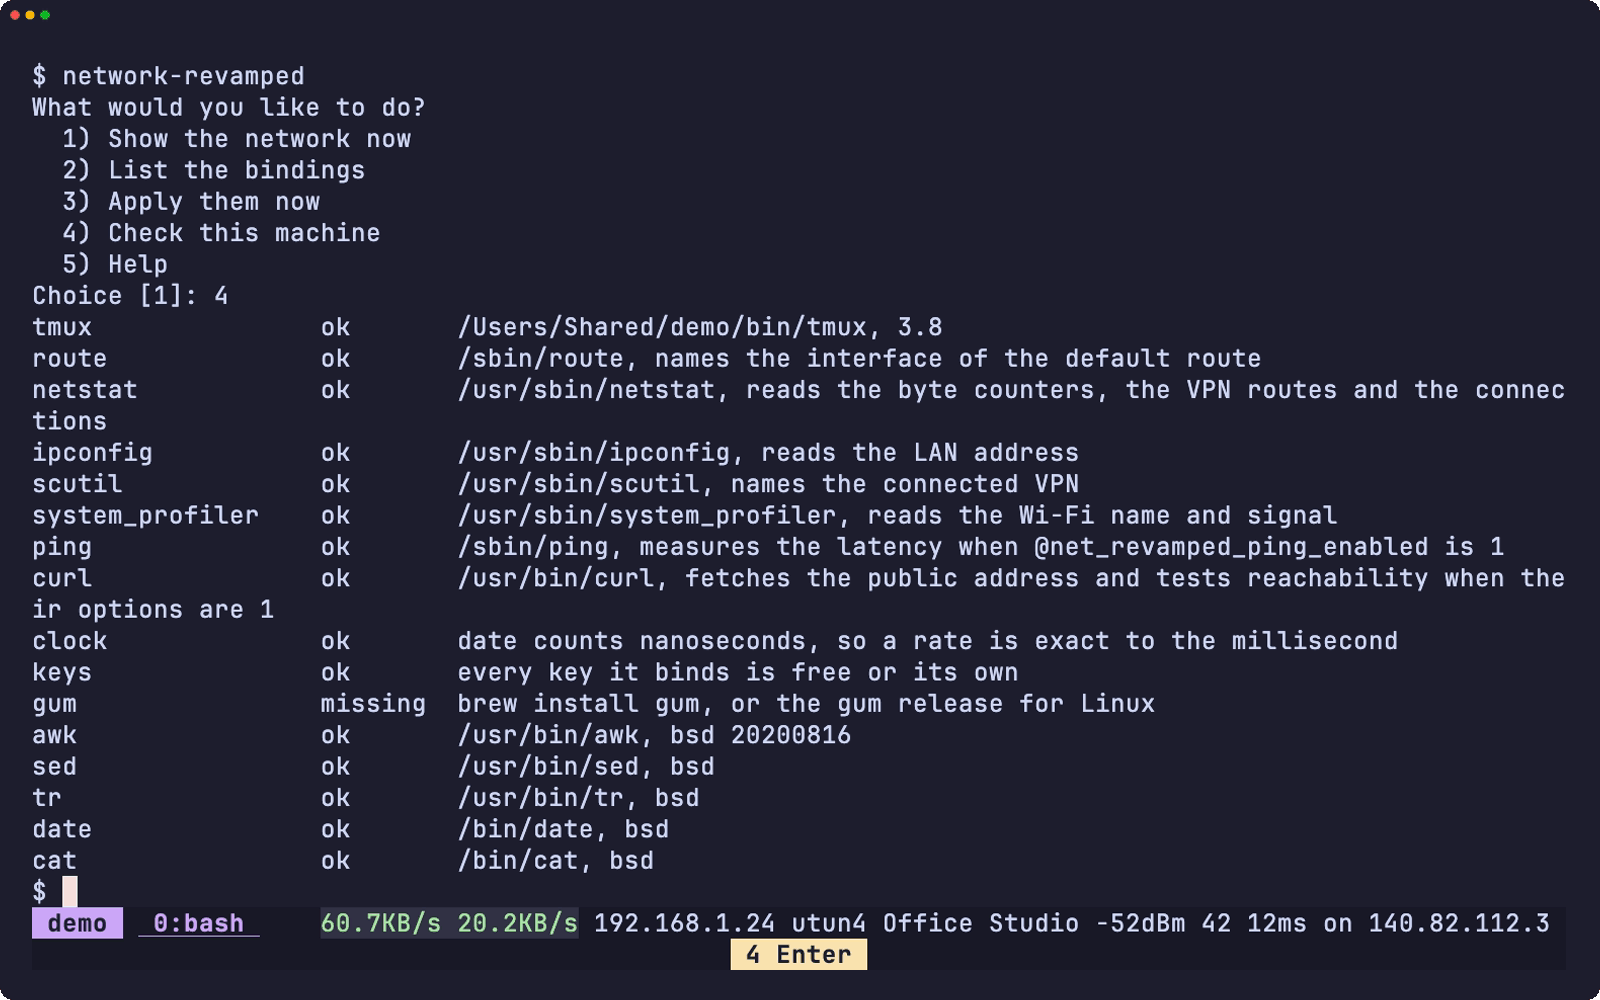 $ network-revamped
What would you like to do?
  1) Show the network now
  2) List the bindings
  3) Apply them now
  4) Check this machine
  5) Help
Choice [1]: 4
tmux               ok       /Users/Shared/demo/bin/tmux, 3.8
route              ok       /sbin/route, names the interface of the default route
netstat            ok       /usr/sbin/netstat, reads the byte counters, the VPN routes and the connec
tions
ipconfig           ok       /usr/sbin/ipconfig, reads the LAN address
scutil             ok       /usr/sbin/scutil, names the connected VPN
system_profiler    ok       /usr/sbin/system_profiler, reads the Wi-Fi name and signal
ping               ok       /sbin/ping, measures the latency when @net_revamped_ping_enabled is 1
curl               ok       /usr/bin/curl, fetches the public address and tests reachability when the
ir options are 1
clock              ok       date counts nanoseconds, so a rate is exact to the millisecond
keys               ok       every key it binds is free or its own
gum                missing  brew install gum, or the gum release for Linux
awk                ok       /usr/bin/awk, bsd 20200816
sed                ok       /usr/bin/sed, bsd
tr                 ok       /usr/bin/tr, bsd
date               ok       /bin/date, bsd
cat                ok       /bin/cat, bsd
$
demo   0:bash     60.7KB/s 20.2KB/s 192.168.1.24 utun4 Office Studio -52dBm 42 12ms on 140.82.112.3
4 Enter